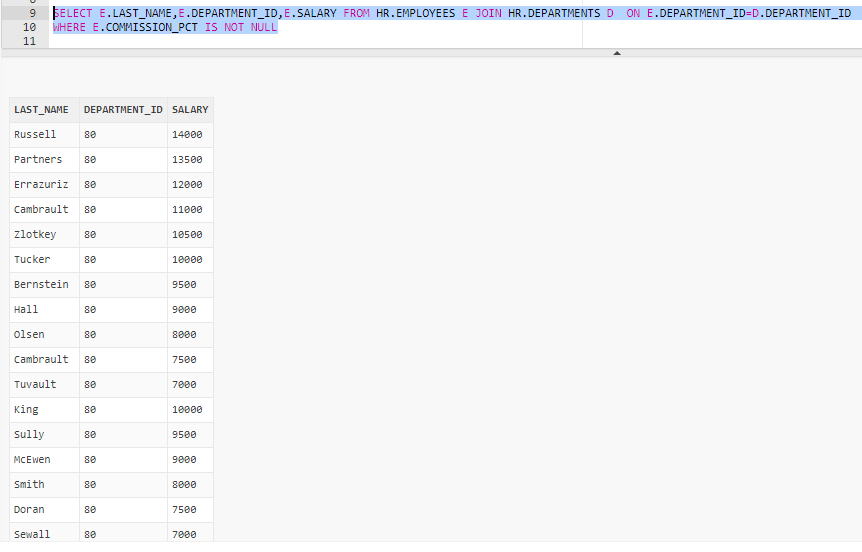 9 SELECT E.LAST_NAME,E.DEPARTMENT_ID,E.SALARY FROM HR.EMPLOYEES E JOIN HR.DEPARTMENTS D  ON E.DEPARTMENT_ID=D.DEPARTMENT_ID
10 WHERE E.COMMISSION_PCT IS NOT NULL
11
LAST_NAME DEPARTMENT_ID SALARY
Russell 80 14000
Partners 80 13500
Errazuriz 80 12000
Cambrault 80 11000
Zlotkey 80 10500
Tucker 80 10000
Bernstein 80 9500
Hall 80 9000
Olsen 80 8000
Cambrault 80 7500
Tuvault 80 7000
King 80 10000
Sully 80 9500
McEwen 80 9000
Smith 80 8000
Doran 80 7500
Sewall 80 7000